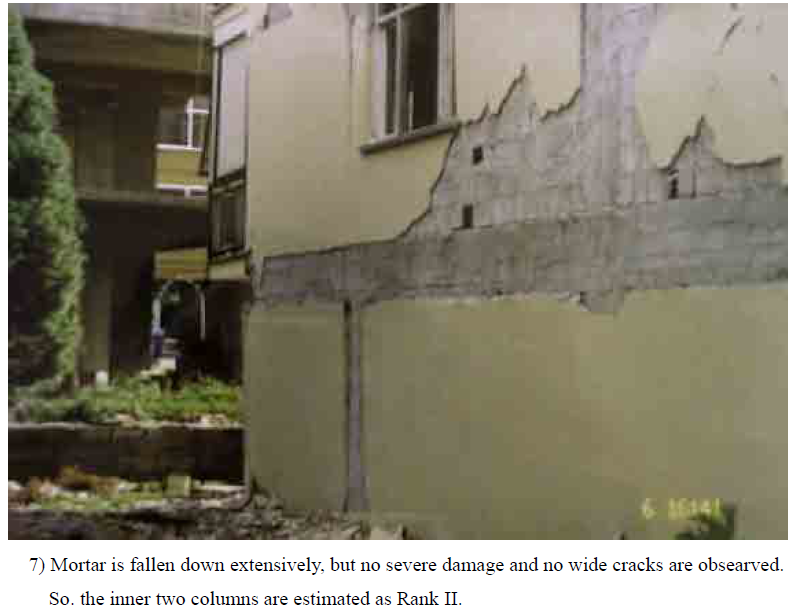 7) Mortar is fallen down extensively, but no severe damage and no wide cracks are obsearved.
So. the inner two columns are estimated as Rank II.